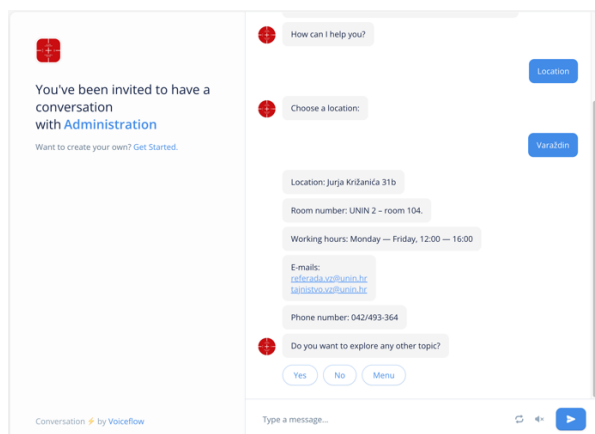 You've been invited to have a
conversation
with Administration
Want to create your own? Get Started.
Conversation ⚡ by Voiceflow
How can I help you?
Location
Choose a location:
Varaždin
Location: Jurja Križanića 31b
Room number: UNIN 2 – room 104.
Working hours: Monday — Friday, 12:00 — 16:00
E-mails:
referada.vz@unin.hr
tajnistvo.vz@unin.hr
Phone number: 042/493-364
Do you want to explore any other topic?
Yes
No
Menu
Type a message...